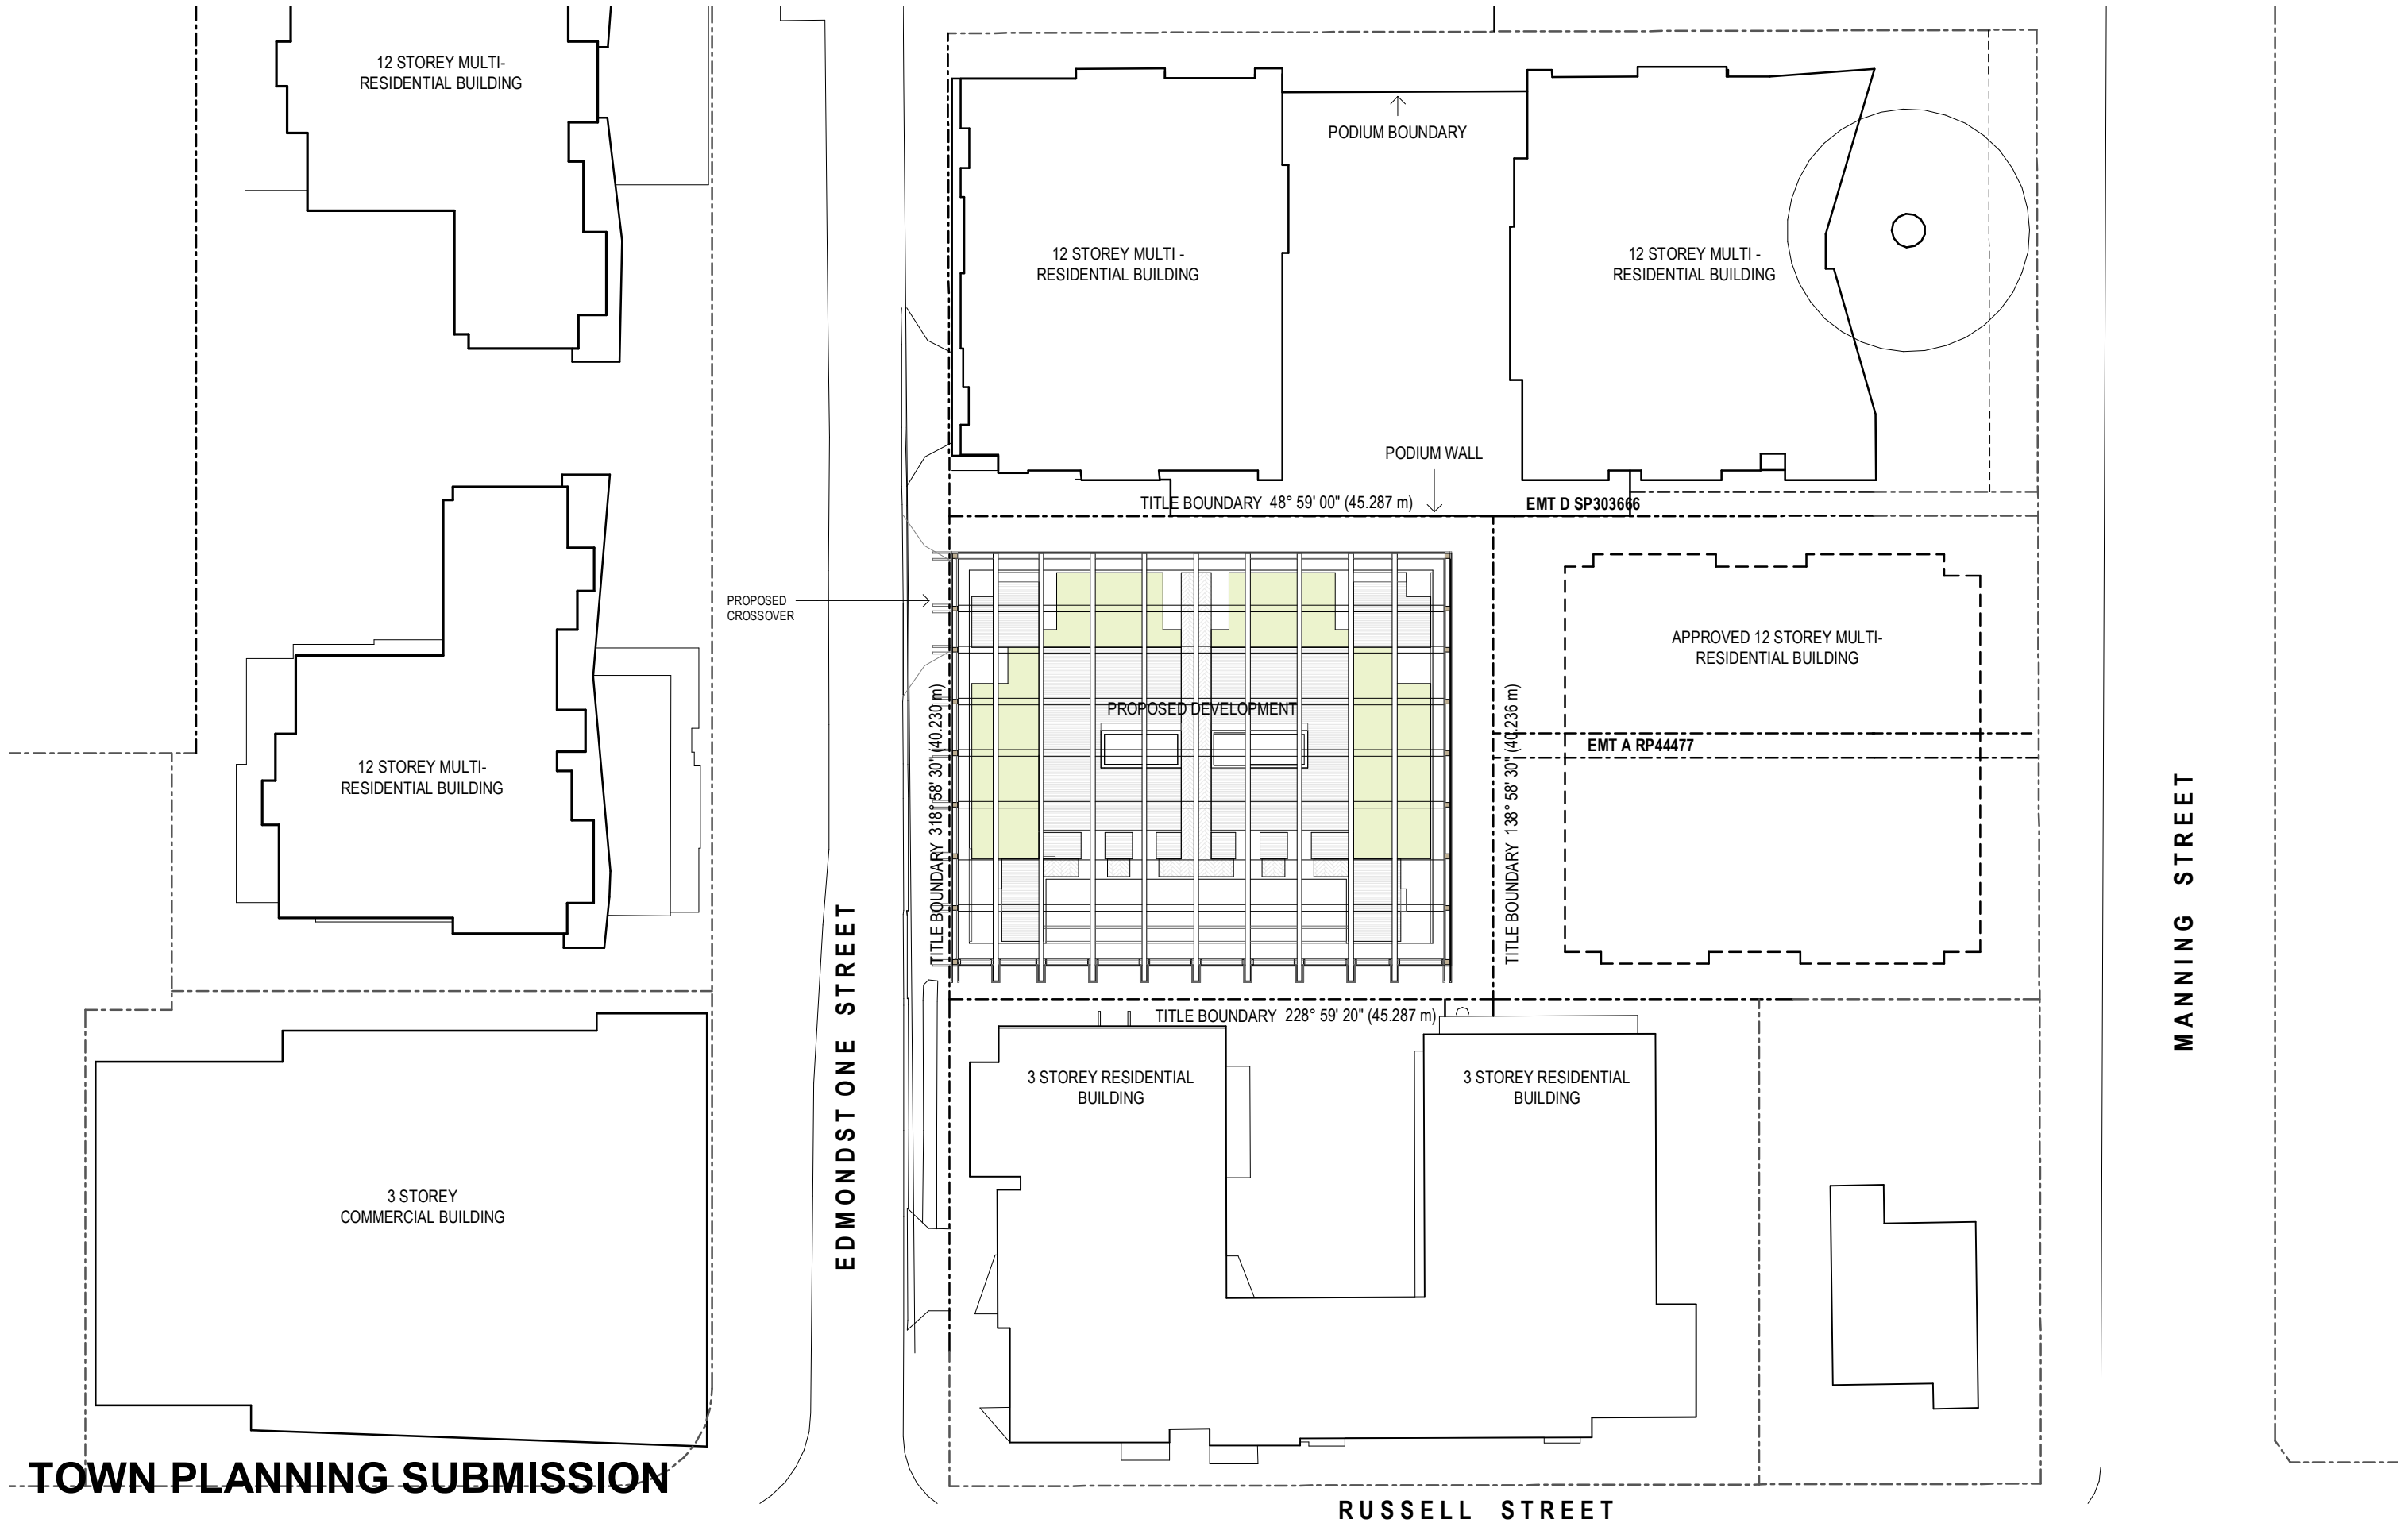 12 STOREY MULTI-
RESIDENTIAL BUILDING
PODIUM BOUNDARY
12 STOREY MULTI -
RESIDENTIAL BUILDING
12 STOREY MULTI -
RESIDENTIAL BUILDING
PODIUM WALL
TITLE BOUNDARY 48° 59' 00" (45.287 m)
EMT D SP303666
PROPOSED
CROSSOVER
APPROVED 12 STOREY MULTI-
RESIDENTIAL BUILDING
PROPOSED DEVELOPMENT
TITLE BOUNDARY 318° 58' 30" (40.230 m)
TITLE BOUNDARY 138° 58' 30" (40.236 m)
EMT A RP44477
12 STOREY MULTI-
RESIDENTIAL BUILDING
MANNING STREET
EDMONDSTONE STREET
TITLE BOUNDARY 228° 59' 20" (45.287 m)
3 STOREY RESIDENTIAL
BUILDING
3 STOREY RESIDENTIAL
BUILDING
3 STOREY
COMMERCIAL BUILDING
TOWN PLANNING SUBMISSION
RUSSELL STREET